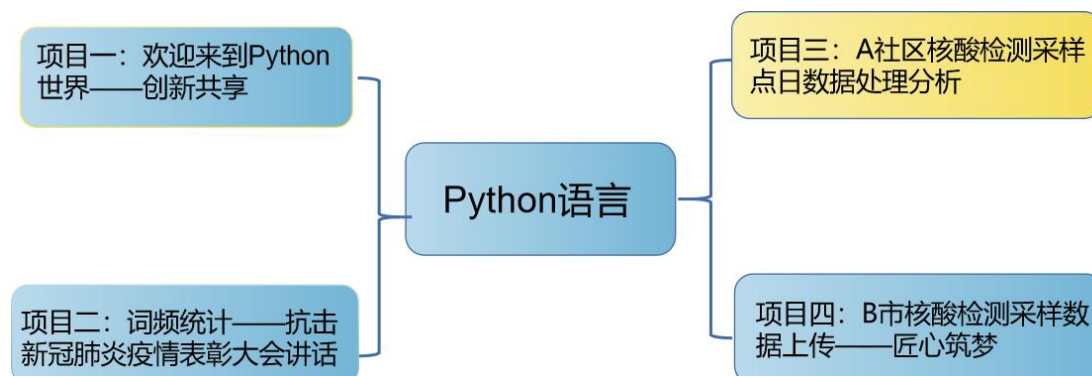 项目一：欢迎来到Python
世界——创新共享
项目三：A社区核酸检测采样
点日数据处理分析
Python语言
项目二：词频统计——抗击
新冠肺炎疫情表彰大会讲话
项目四：B市核酸检测采样数
据上传——匠心筑梦